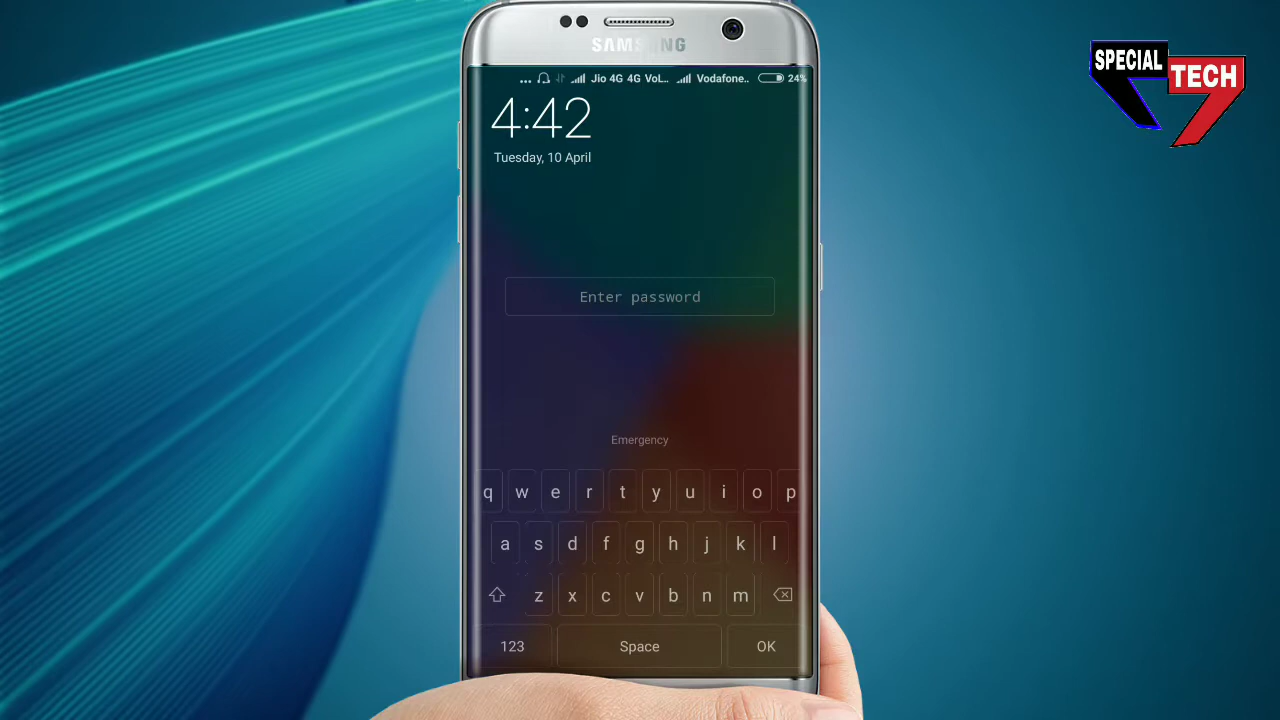 SAMSUNG
... Jio 4G 4G VoL.. Vodafone.. 24%
4:42
Tuesday, 10 April
SPECIAL
TECH
Enter password
Emergency
q w e r t y u i o p
a s d f g h j k l
z x c v b n m
123 Space OK